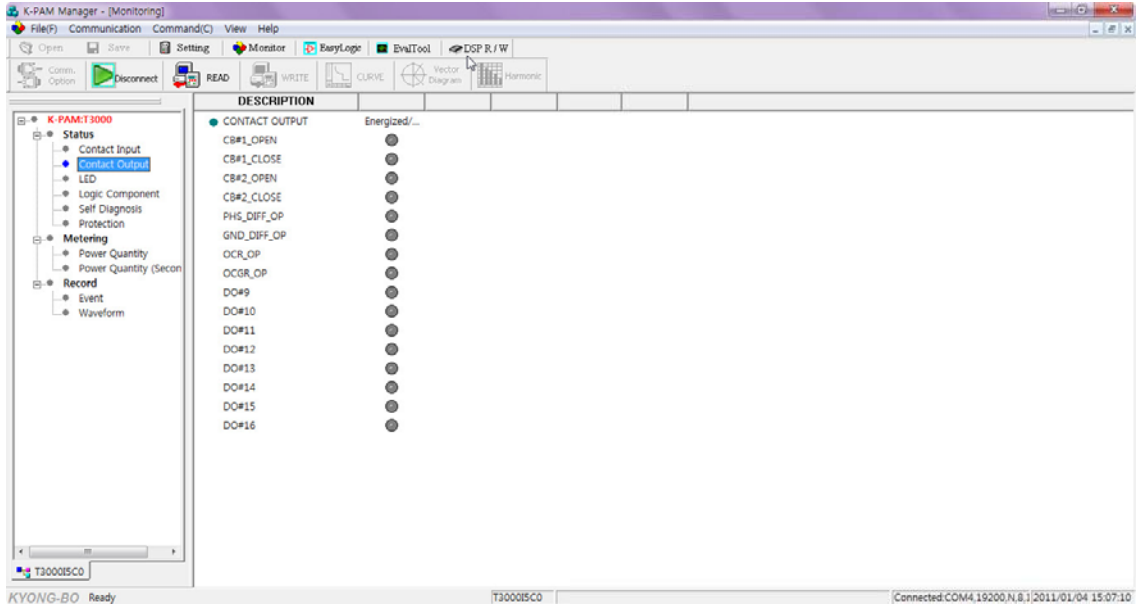 K-PAM Manager - [Monitoring]
File(F) Communication Command(C) View Help
Open Save Setting Monitor EasyLogic EvalTool DSP R / W
Comm. Option Disconnect READ WRITE CURVE Vector Diagram Harmonic
DESCRIPTION
K-PAM:T3000
Status
Contact Input
Contact Output
LED
Logic Component
Self Diagnosis
Protection
Metering
Power Quantity
Power Quantity (Secon
Record
Event
Waveform
T3000I5C0
CONTACT OUTPUT Energized/...
CB#1_OPEN
CB#1_CLOSE
CB#2_OPEN
CB#2_CLOSE
PHS_DIFF_OP
GND_DIFF_OP
OCR_OP
OCGR_OP
DO#9
DO#10
DO#11
DO#12
DO#13
DO#14
DO#15
DO#16
KYONG-BO Ready T3000I5C0 Connected:COM4,19200,N,8,1 2011/01/04 15:07:10